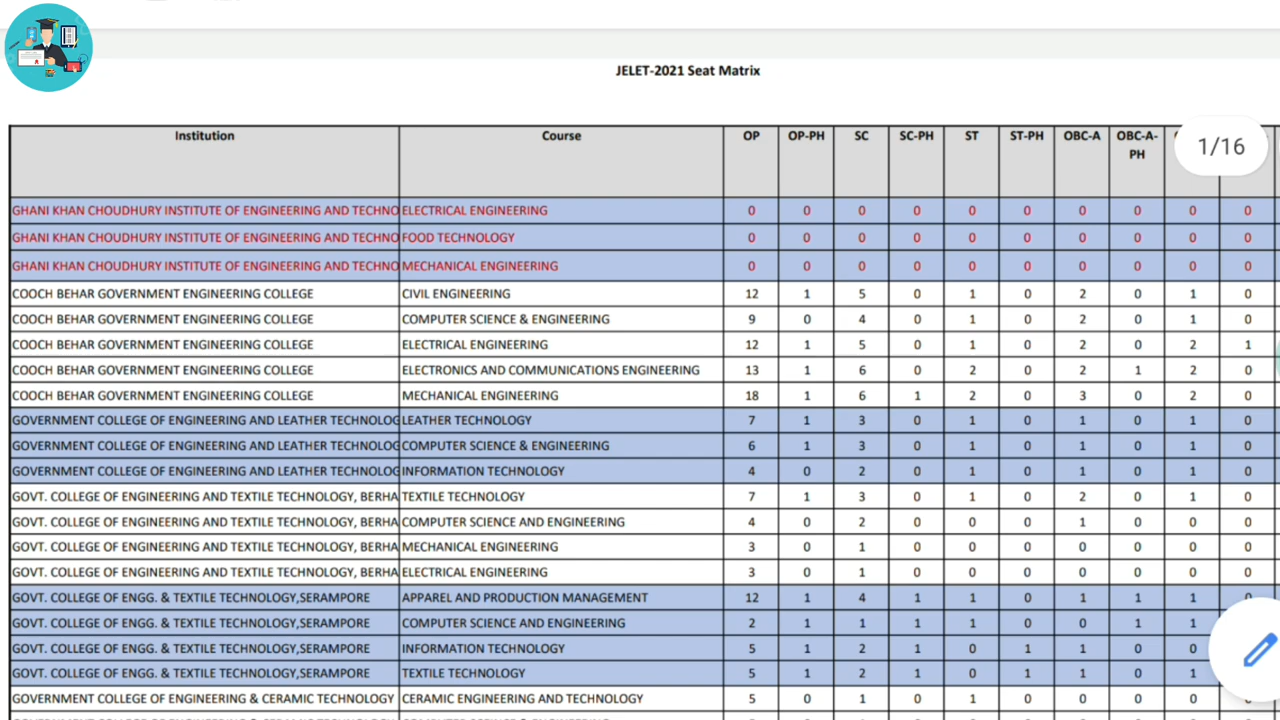 JELET-2021 Seat Matrix
Institution Course OP OP-PH SC SC-PH ST ST-PH OBC-A OBC-A-PH
1/16
GHANI KHAN CHOUDHURY INSTITUTE OF ENGINEERING AND TECHNO ELECTRICAL ENGINEERING 0 0 0 0 0 0 0 0 0 0
GHANI KHAN CHOUDHURY INSTITUTE OF ENGINEERING AND TECHNO FOOD TECHNOLOGY 0 0 0 0 0 0 0 0 0 0
GHANI KHAN CHOUDHURY INSTITUTE OF ENGINEERING AND TECHNO MECHANICAL ENGINEERING 0 0 0 0 0 0 0 0 0 0
COOCH BEHAR GOVERNMENT ENGINEERING COLLEGE CIVIL ENGINEERING 12 1 5 0 1 0 2 0 1 0
COOCH BEHAR GOVERNMENT ENGINEERING COLLEGE COMPUTER SCIENCE & ENGINEERING 9 0 4 0 1 0 2 0 1 0
COOCH BEHAR GOVERNMENT ENGINEERING COLLEGE ELECTRICAL ENGINEERING 12 1 5 0 1 0 2 0 2 1
COOCH BEHAR GOVERNMENT ENGINEERING COLLEGE ELECTRONICS AND COMMUNICATIONS ENGINEERING 13 1 6 0 2 0 2 1 2 0
COOCH BEHAR GOVERNMENT ENGINEERING COLLEGE MECHANICAL ENGINEERING 18 1 6 1 2 0 3 0 2 0
GOVERNMENT COLLEGE OF ENGINEERING AND LEATHER TECHNOLOG LEATHER TECHNOLOGY 7 1 3 0 1 0 1 0 1 0
GOVERNMENT COLLEGE OF ENGINEERING AND LEATHER TECHNOLOG COMPUTER SCIENCE & ENGINEERING 6 1 3 0 1 0 1 0 1 0
GOVERNMENT COLLEGE OF ENGINEERING AND LEATHER TECHNOLOG INFORMATION TECHNOLOGY 4 0 2 0 1 0 1 0 1 0
GOVT. COLLEGE OF ENGINEERING AND TEXTILE TECHNOLOGY, BERHA TEXTILE TECHNOLOGY 7 1 3 0 1 0 2 0 1 0
GOVT. COLLEGE OF ENGINEERING AND TEXTILE TECHNOLOGY, BERHA COMPUTER SCIENCE AND ENGINEERING 4 0 2 0 0 0 1 0 0 0
GOVT. COLLEGE OF ENGINEERING AND TEXTILE TECHNOLOGY, BERHA MECHANICAL ENGINEERING 3 0 1 0 0 0 0 0 0 0
GOVT. COLLEGE OF ENGINEERING AND TEXTILE TECHNOLOGY, BERHA ELECTRICAL ENGINEERING 3 0 1 0 0 0 0 0 0 0
GOVT. COLLEGE OF ENGG. & TEXTILE TECHNOLOGY,SERAMPORE APPAREL AND PRODUCTION MANAGEMENT 12 1 4 1 1 0 1 1 1
GOVT. COLLEGE OF ENGG. & TEXTILE TECHNOLOGY,SERAMPORE COMPUTER SCIENCE AND ENGINEERING 2 1 1 1 1 0 0 1 1
GOVT. COLLEGE OF ENGG. & TEXTILE TECHNOLOGY,SERAMPORE INFORMATION TECHNOLOGY 5 1 2 1 0 1 1 0 0
GOVT. COLLEGE OF ENGG. & TEXTILE TECHNOLOGY,SERAMPORE TEXTILE TECHNOLOGY 5 1 2 1 0 1 1 0 1
GOVERNMENT COLLEGE OF ENGINEERING & CERAMIC TECHNOLOGY CERAMIC ENGINEERING AND TECHNOLOGY 5 0 1 0 1 0 0 0 0